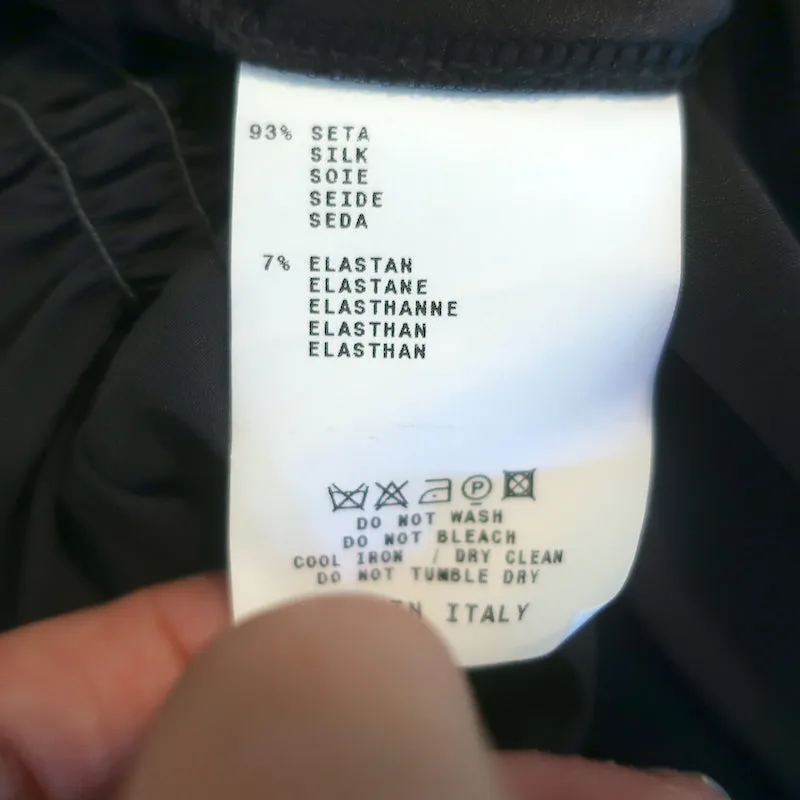 93% SETA
SILK
SOIE
SEIDE
SEDA
7% ELASTAN
ELASTANE
ELASTHANNE
ELASTHAN
ELASTHAN
P
DO NOT WASH
DO NOT BLEACH
COOL IRON / DRY CLEAN
DO NOT TUMBLE DRY
ITALY